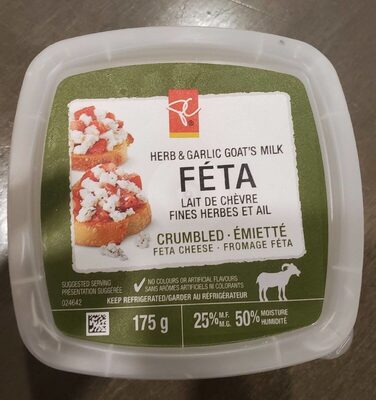 PC
HERB & GARLIC GOAT'S MILK
FÉTA
LAIT DE CHÈVRE
FINES HERBES ET AIL
CRUMBLED · ÉMIETTÉ
FETA CHEESE · FROMAGE FÉTA
SUGGESTED SERVING
PRÉSENTATION SUGGÉRÉE
024642
✓ NO COLOURS OR ARTIFICIAL FLAVOURS
SANS ARÔMES ARTIFICIELS NI COLORANTS
KEEP REFRIGERATED/GARDER AU RÉFRIGÉRATEUR
175 g
25% M.F. M.G. 50% MOISTURE HUMIDITÉ